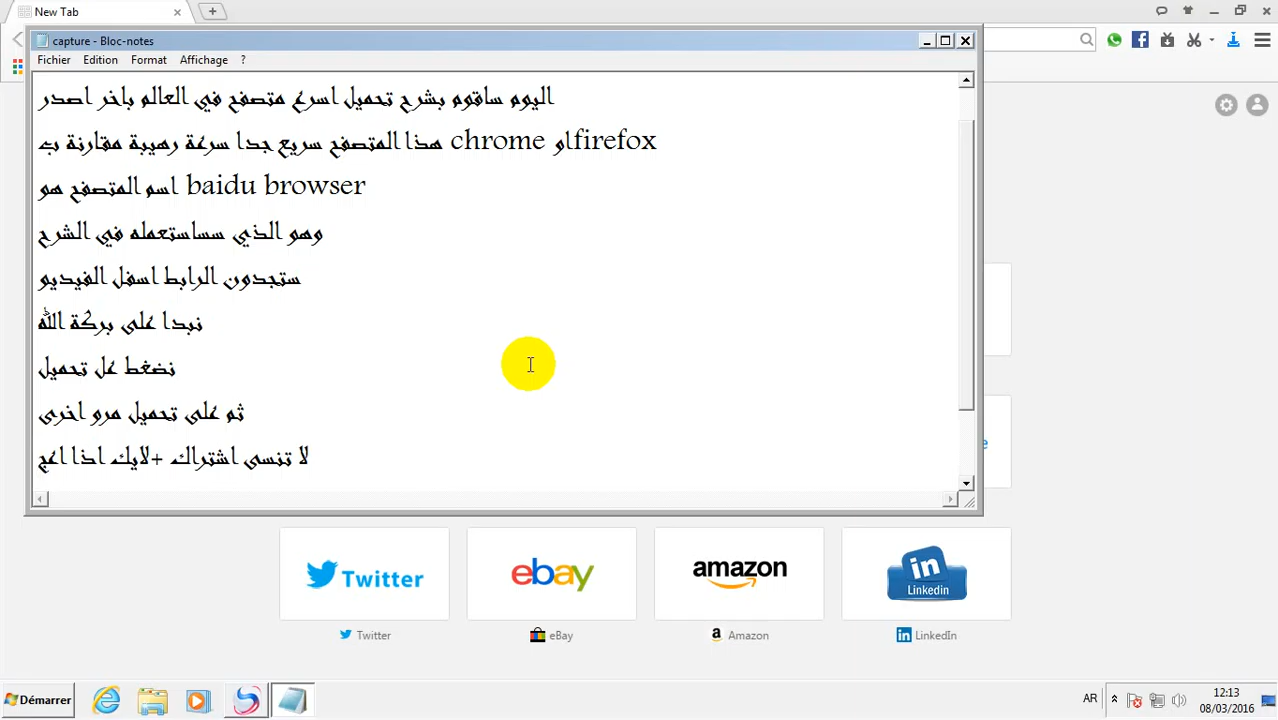 New Tab
capture - Bloc-notes
Fichier Edition Format Affichage ?
اليوم ساقوم بشرح تحميل اسرع متصفح في العالم باخر اصدر
هذا المتصفح سريع جدا سرعة رهيبة مقارنة ب chrome او firefox
اسم المتصفح هو baidu browser
وهو الذي سساستعمله في الشرح
ستجدون الرابط اسفل الفيديو
نبدا على بركة الله
نضغط عل تحميل
ثم على تحميل مرو اخرى
لا تنسى اشتراك +لايك اذا اعج
Twitter ebay amazon in Linkedin
Twitter eBay Amazon LinkedIn
Démarrer AR 12:13
08/03/2016